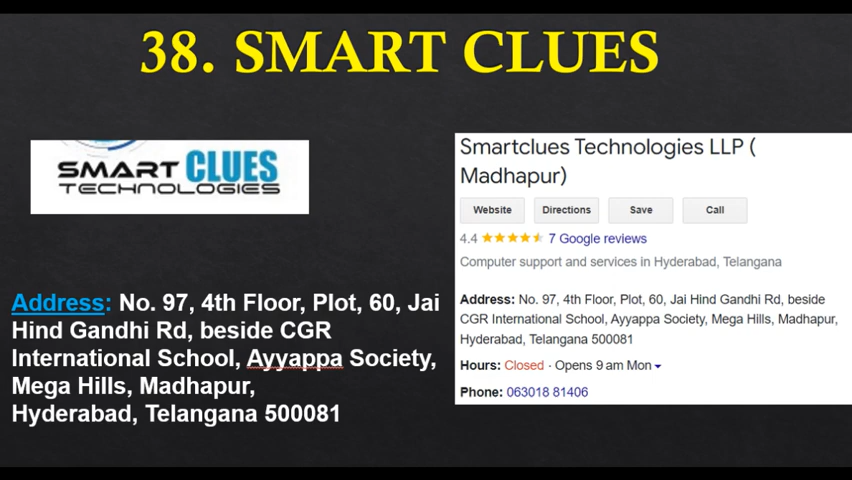 38. SMART CLUES
SMART CLUES
TECHNOLOGIES
Address: No. 97, 4th Floor, Plot, 60, Jai
Hind Gandhi Rd, beside CGR
International School, Ayyappa Society,
Mega Hills, Madhapur,
Hyderabad, Telangana 500081
Smartclues Technologies LLP (
Madhapur)
Website Directions Save Call
4.4 7 Google reviews
Computer support and services in Hyderabad, Telangana
Address: No. 97, 4th Floor, Plot, 60, Jai Hind Gandhi Rd, beside
CGR International School, Ayyappa Society, Mega Hills, Madhapur,
Hyderabad, Telangana 500081
Hours: Closed · Opens 9 am Mon
Phone: 063018 81406